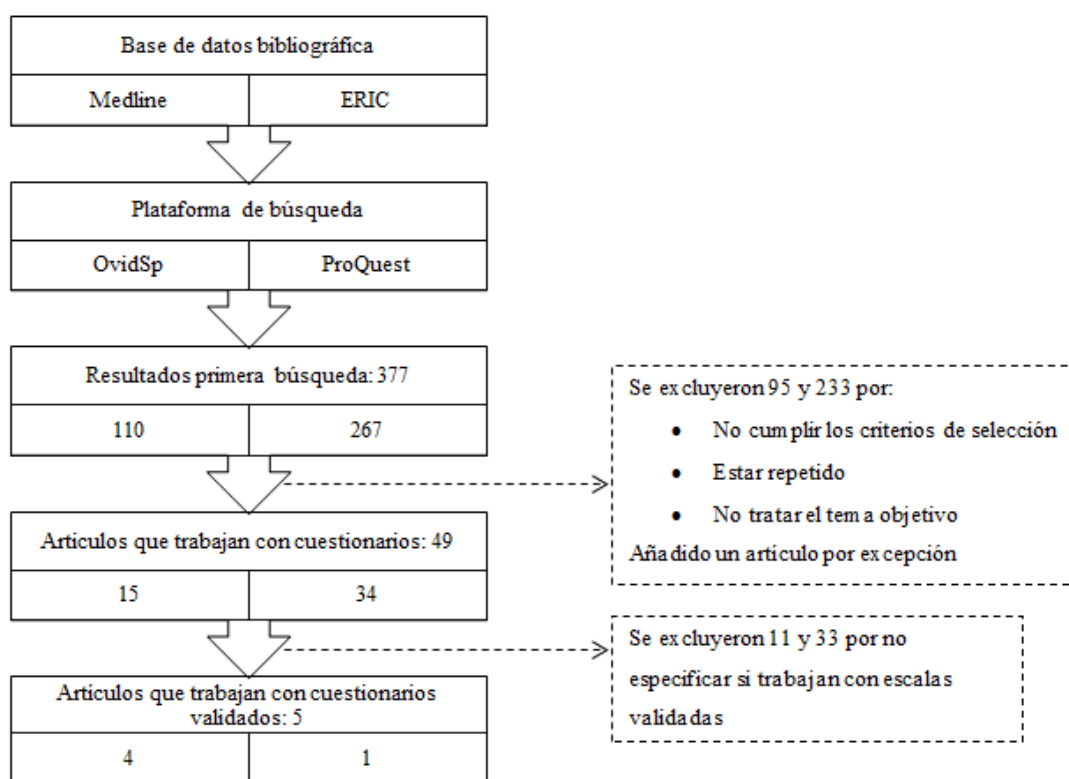 Base de datos bibliográfica
Medline
ERIC
Plataforma de búsqueda
OvidSp
ProQuest
Resultados primera búsqueda: 377
110
267
Se excluyeron 95 y 233 por:
• No cumplir los criterios de selección
• Estar repetido
• No tratar el tema objetivo
Añadido un artículo por excepción
Artículos que trabajan con cuestionarios: 49
15
34
Se excluyeron 11 y 33 por no
especificar si trabajan con escalas
validadas
Artículos que trabajan con cuestionarios
validados: 5
4
1